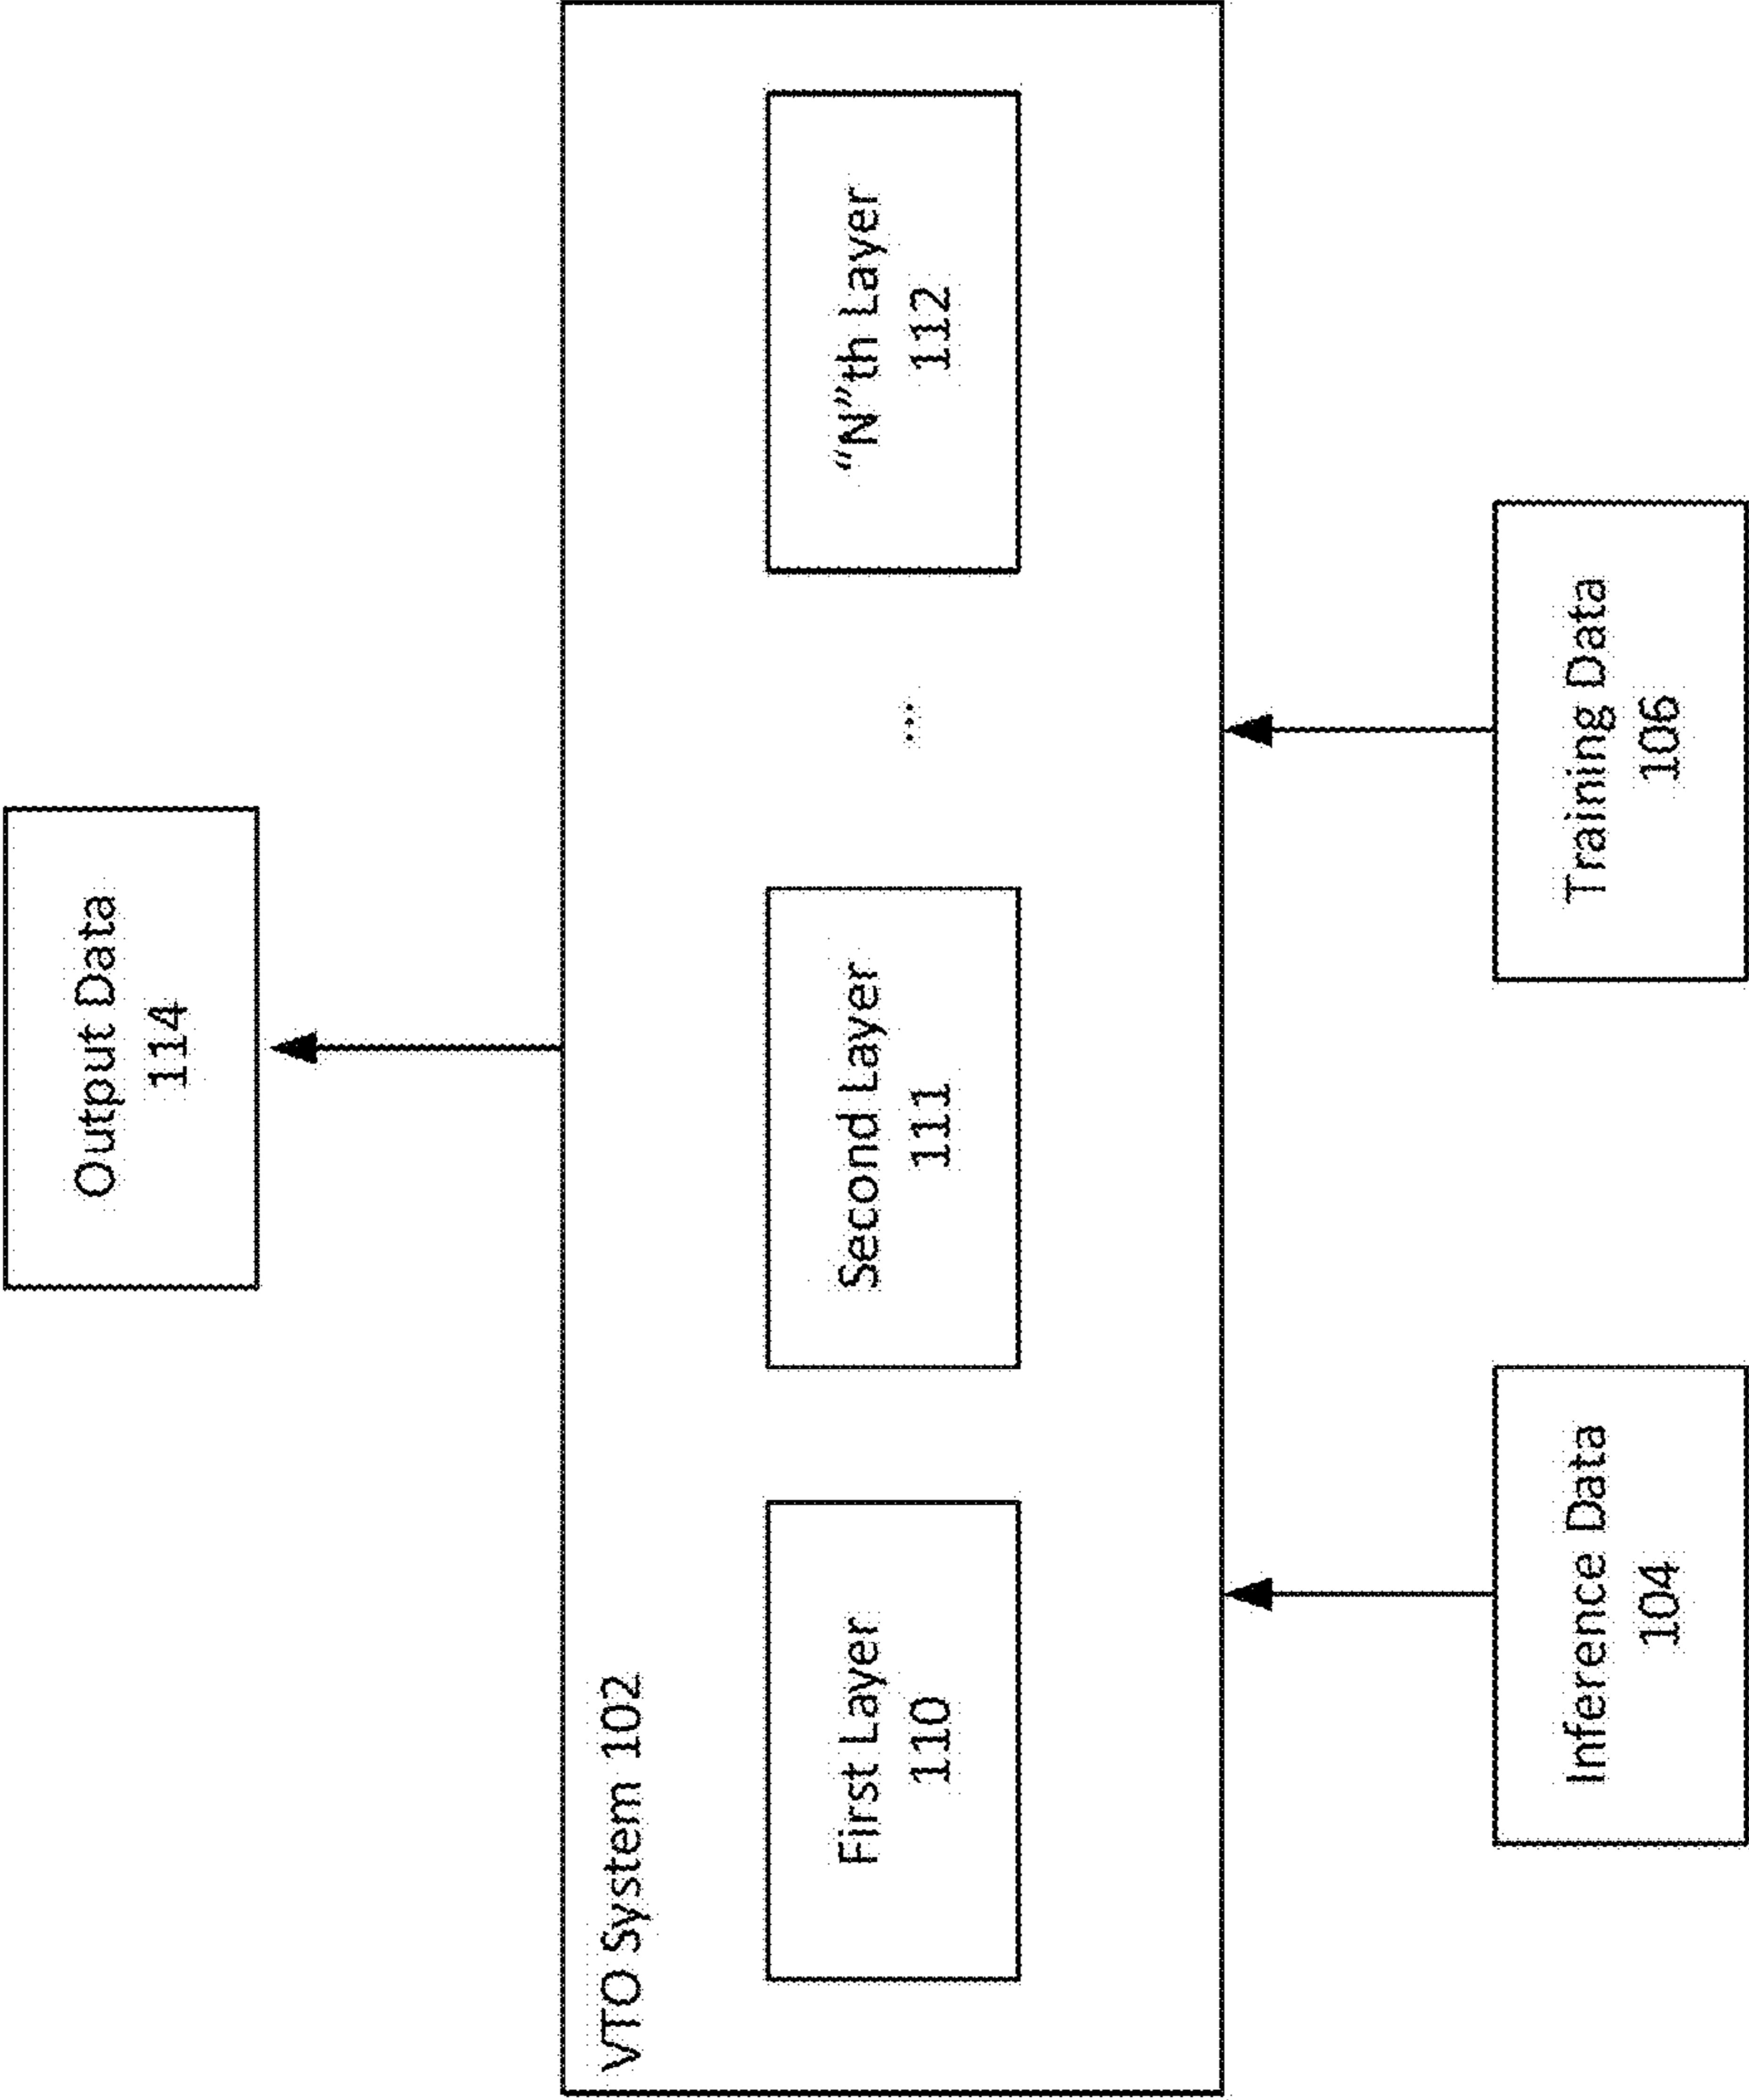 Output Data
114
VTO System 102
First Layer
110
Second Layer
111
...
“N”th Layer
112
Inference Data
104
Training Data
106